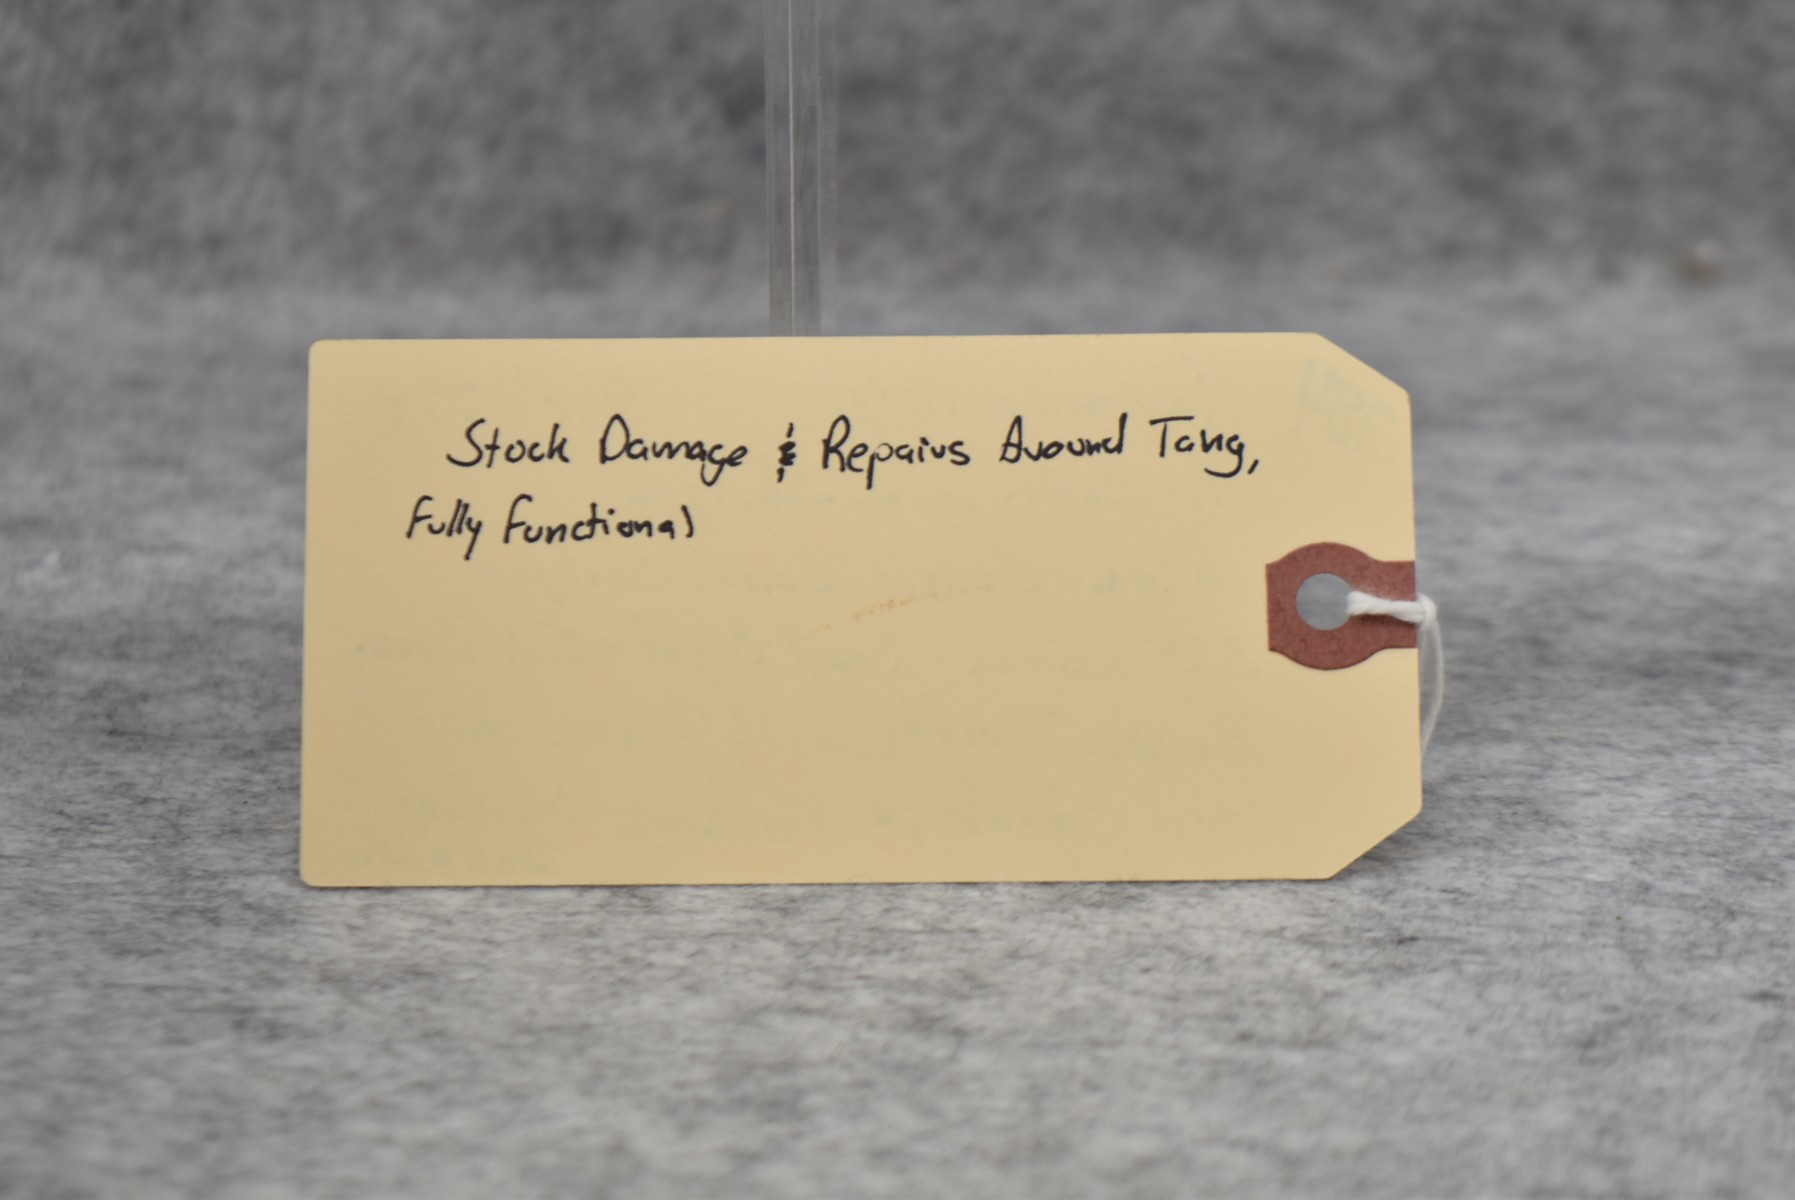 Stock Damage & Repairs Around Tang,
Fully Functional